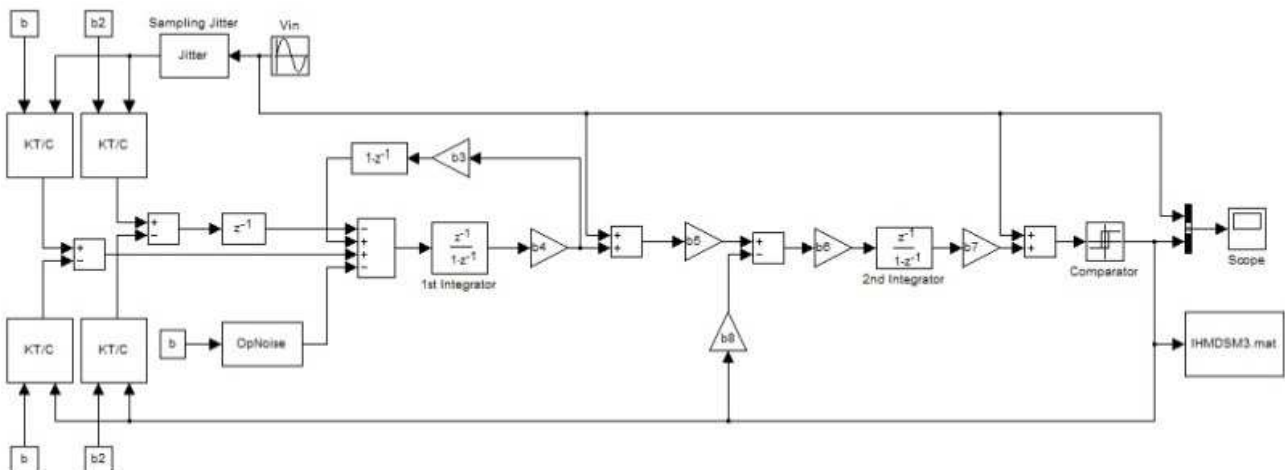 b
b2
Sampling Jitter
Jitter
Vin
KT/C
KT/C
1-z-1
b3
+
-
z-1
+
-
-
+
+
-
z-1
1-z-1
1st Integrator
b4
+
+
b5
+
-
b6
z-1
1-z-1
2nd Integrator
b7
+
+
Comparator
Scope
KT/C
KT/C
b
OpNoise
b8
IHMDSM3.mat
b
b2